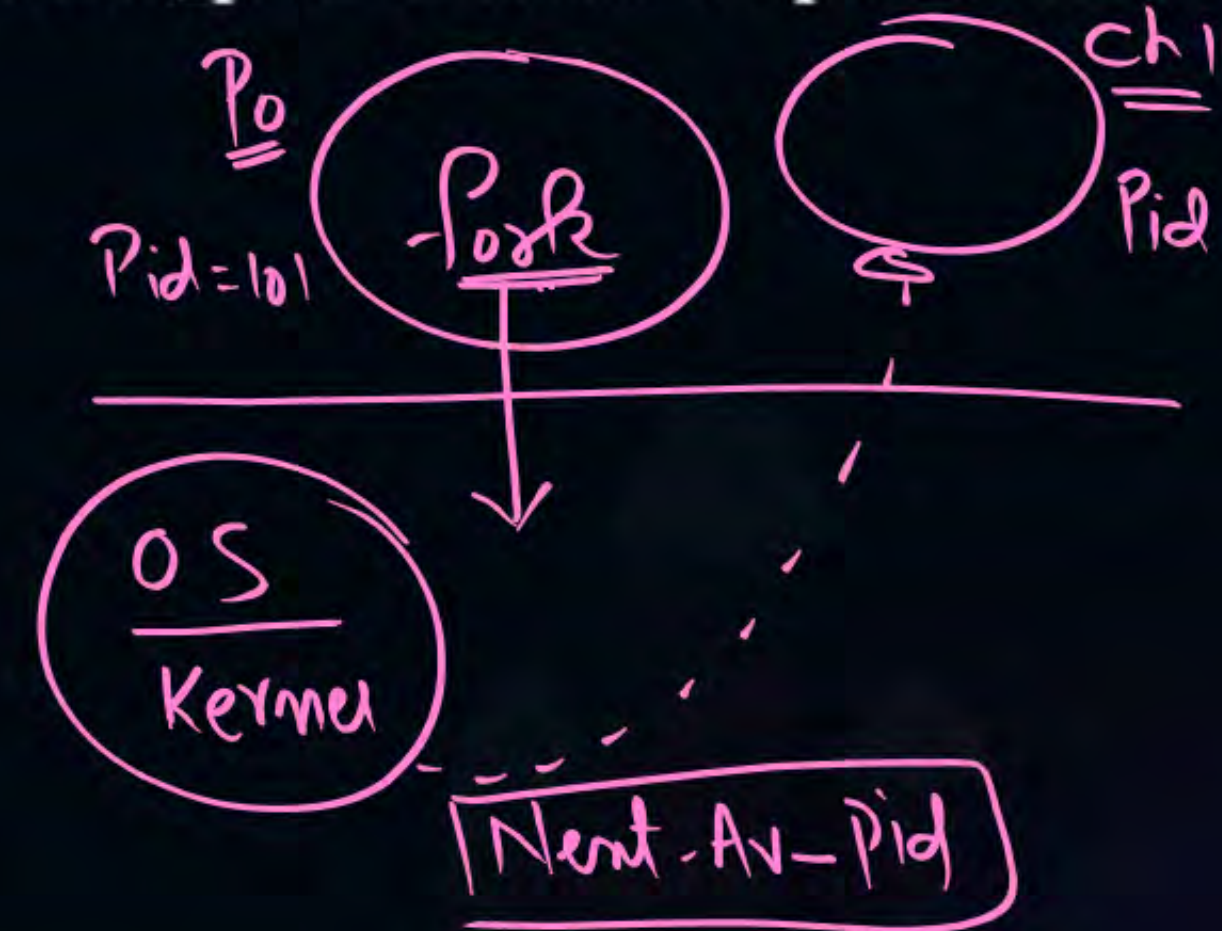 P0
fork
Ch1
Pid=101
Pid
OS
Kernel
Next-Av-Pid